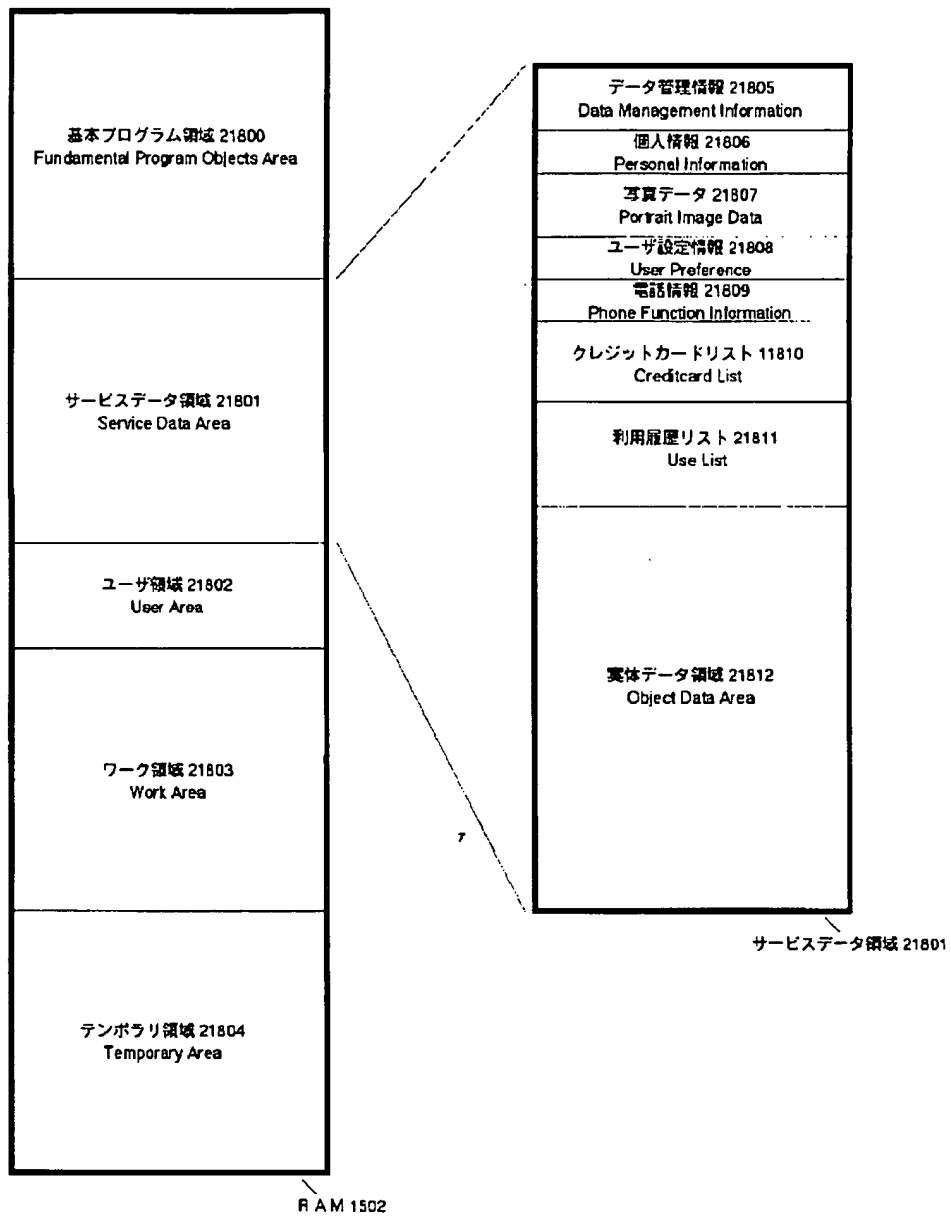 基本プログラム領域 21800
Fundamental Program Objects Area
サービスデータ領域 21801
Service Data Area
ユーザ領域 21802
User Area
ワーク領域 21803
Work Area
テンポラリ領域 21804
Temporary Area
RAM 1502
データ管理情報 21805
Data Management Information
個人情報 21806
Personal Information
写真データ 21807
Portrait Image Data
ユーザ設定情報 21808
User Preference
電話情報 21809
Phone Function Information
クレジットカードリスト 11810
Creditcard List
利用履歴リスト 21811
Use List
実体データ領域 21812
Object Data Area
サービスデータ領域 21801